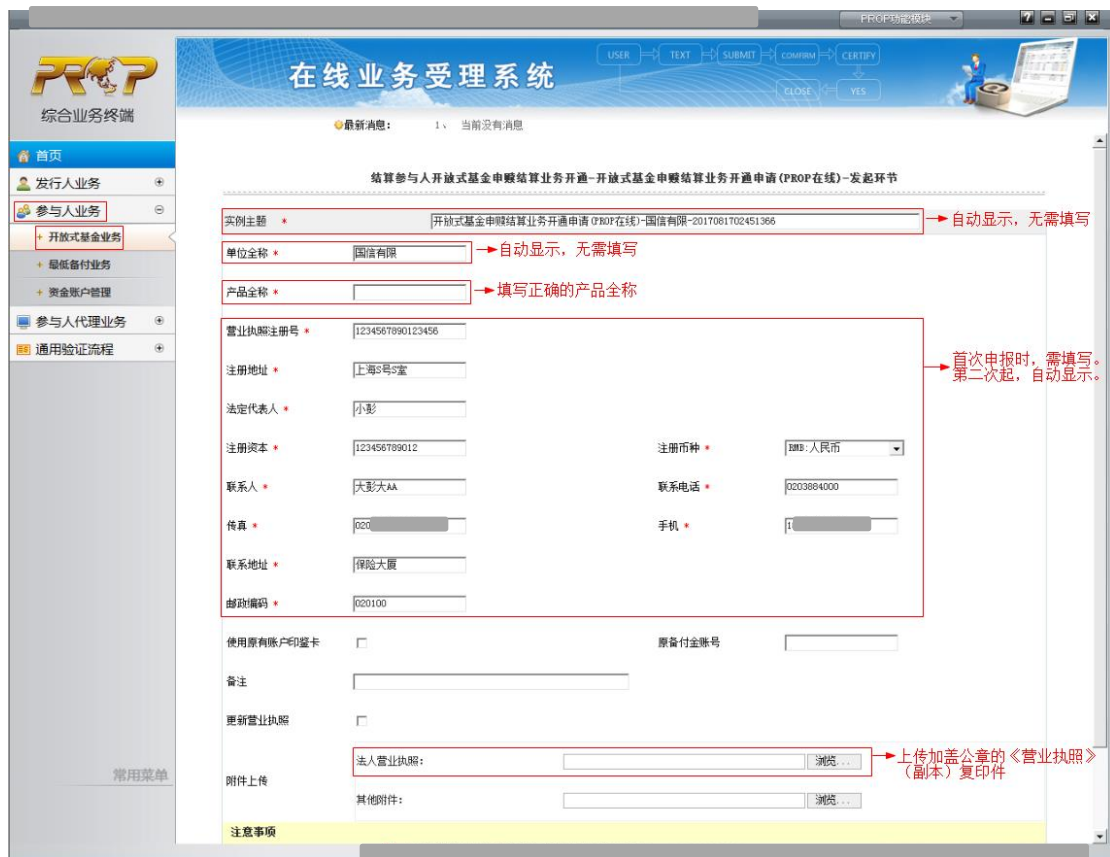 PROP功能模块
PROP
综合业务终端
在线业务受理系统
USER TEXT SUBMIT COMFIRM CERTIFY
CLOSE YES
最新消息： 1、 当前没有消息
首页
发行人业务
参与人业务
+ 开放式基金业务
+ 最低备付业务
+ 资金账户管理
参与人代理业务
通用验证流程
常用菜单
结算参与人开放式基金申赎结算业务开通-开放式基金申赎结算业务开通申请(PROP在线)-发起环节
实例主题 * 开放式基金申赎结算业务开通申请(PROP在线)-国信有限-2017081702451366 自动显示，无需填写
单位全称 * 国信有限 自动显示，无需填写
产品全称 * 填写正确的产品全称
营业执照注册号 * 1234567890123456
首次申报时，需填写。
第二次起，自动显示。
注册地址 * 上海S号S室
法定代表人 * 小彭
注册资本 * 123456789012 注册币种 * RMB:人民币
联系人 * 大彭大AA 联系电话 * 0203884000
传真 * 020 手机 * 1
联系地址 * 保险大厦
邮政编码 * 020100
使用原有账户印鉴卡 原备付金账号
备注
更新营业执照
附件上传
法人营业执照: 浏览... 上传加盖公章的《营业执照》
（副本）复印件
其他附件: 浏览...
注意事项